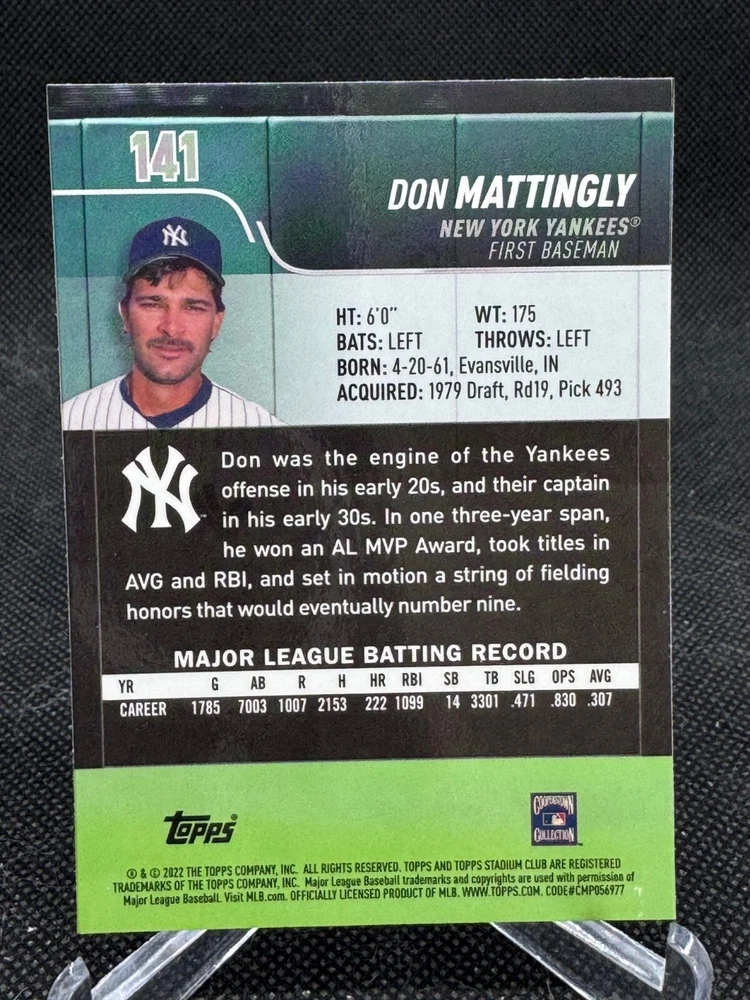 141
DON MATTINGLY
NEW YORK YANKEES®
FIRST BASEMAN
NY
HT: 6'0" WT: 175
BATS: LEFT THROWS: LEFT
BORN: 4-20-61, Evansville, IN
ACQUIRED: 1979 Draft, Rd19, Pick 493
NY
Don was the engine of the Yankees
offense in his early 20s, and their captain
in his early 30s. In one three-year span,
he won an AL MVP Award, took titles in
AVG and RBI, and set in motion a string of fielding
honors that would eventually number nine.
MAJOR LEAGUE BATTING RECORD
YR G AB R H HR RBI SB TB SLG OPS AVG
CAREER 1785 7003 1007 2153 222 1099 14 3301 .471 .830 .307
Topps®
COOPERSTOWN
COLLECTION™
® & © 2022 THE TOPPS COMPANY, INC. ALL RIGHTS RESERVED. TOPPS AND TOPPS STADIUM CLUB ARE REGISTERED
TRADEMARKS OF THE TOPPS COMPANY, INC. Major League Baseball trademarks and copyrights are used with permission of
Major League Baseball. Visit MLB.com. OFFICIALLY LICENSED PRODUCT OF MLB. WWW.TOPPS.COM. CODE#CMP056977